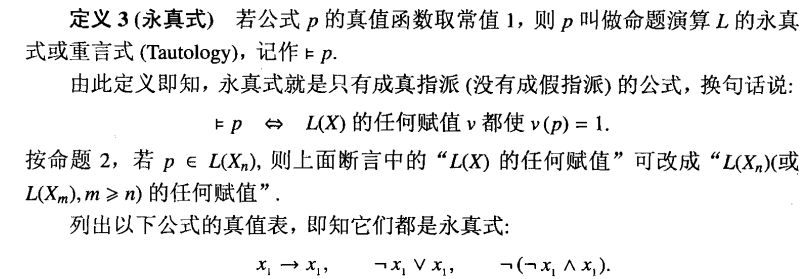 定义 3 (永真式) 若公式 p 的真值函数取常值 1，则 p 叫做命题演算 L 的永真
式或重言式 (Tautology)，记作 ⊨ p.
由此定义即知，永真式就是只有成真指派 (没有成假指派) 的公式，换句话说:
⊨ p ⇔ L(X) 的任何赋值 v 都使 v(p) = 1.
按命题 2，若 p ∈ L(Xₙ), 则上面断言中的 “L(X) 的任何赋值” 可改成 “L(Xₙ)(或
L(Xₘ), m ⩾ n) 的任何赋值”.
列出以下公式的真值表，即知它们都是永真式:
x₁ → x₁, ¬x₁ ∨ x₁, ¬(¬x₁ ∧ x₁).